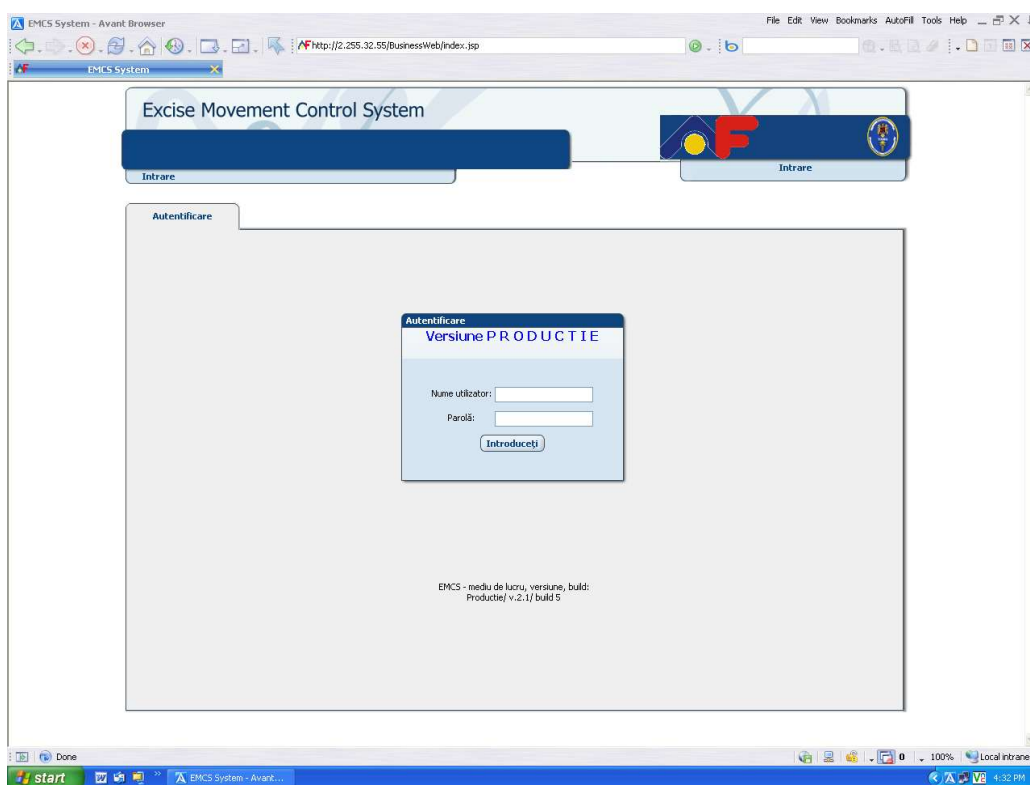 EMCS System - Avant Browser
File Edit View Bookmarks AutoFill Tools Help
http://2.255.32.55/BusinessWeb/index.jsp
EMCS System
Excise Movement Control System
Intrare
Intrare
Autentificare
Autentificare
Versiune P R O D U C T I E
Nume utilizator:
Parolă:
Introduceţi
EMCS - mediu de lucru, versiune, build:
Productie/ v.2.1/ build 5
Done
0
100%
Local intrane
start
EMCS System - Avant...
4:32 PM